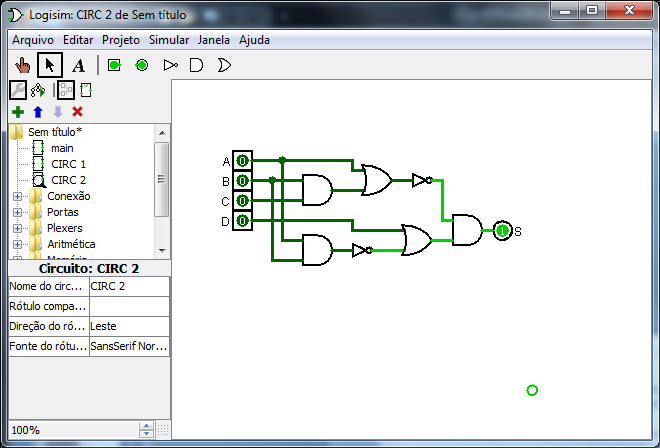 Logisim: CIRC 2 de Sem título
Arquivo Editar Projeto Simular Janela Ajuda
A
Sem título*
main
CIRC 1
CIRC 2
Conexão
Portas
Plexers
Aritmética
Memória
Circuito: CIRC 2
Nome do circ... CIRC 2
Rótulo compa...
Direção do ró... Leste
Fonte do rótu... SansSerif Nor...
100%
A 0
B 0
C 0
D 0
1 S